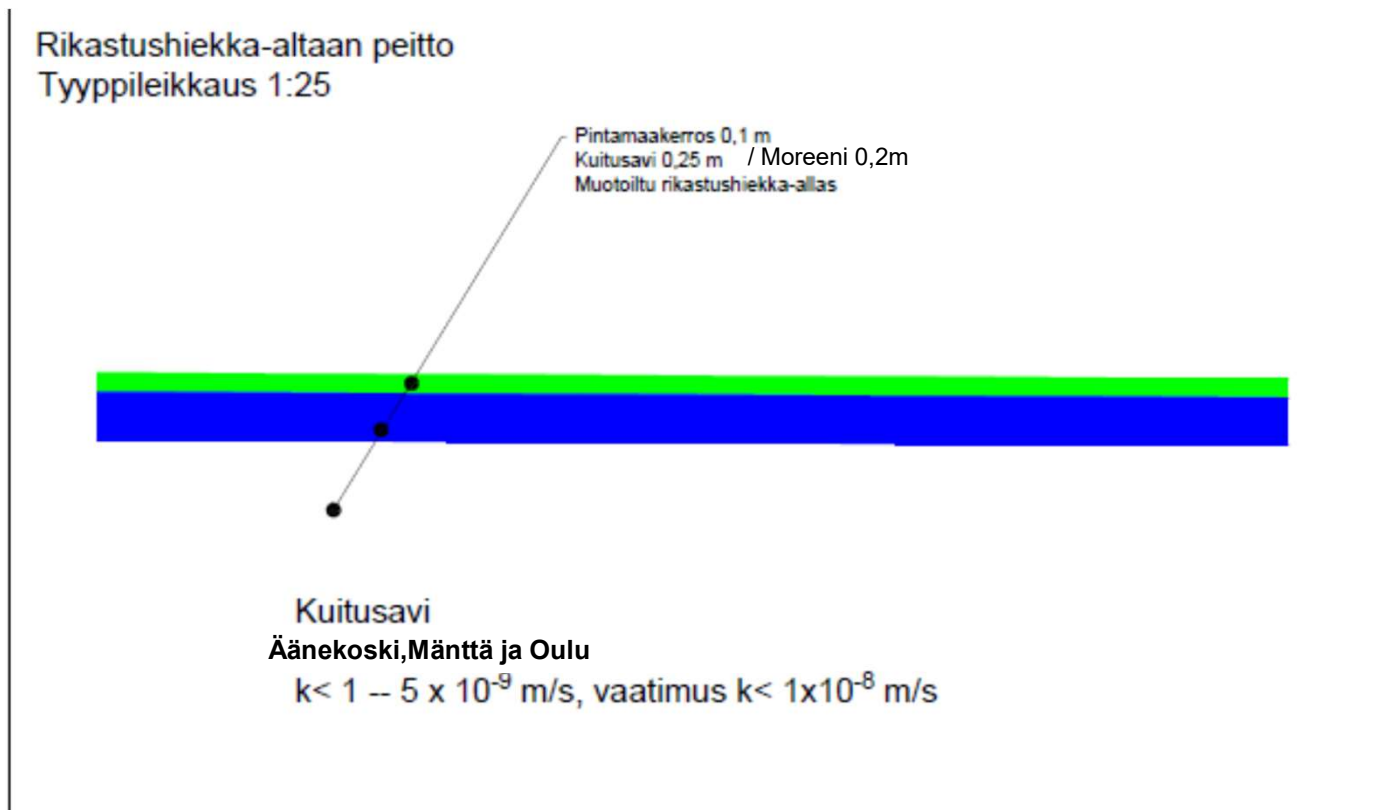 Rikastushiekka-altaan peitto
Tyyppileikkaus 1:25
Pintamaakerros 0,1 m
Kuitusavi 0,25 m / Moreeni 0,2m
Muotoiltu rikastushiekka-allas
Kuitusavi
Äänekoski,Mänttä ja Oulu
k< 1 -- 5 x 10⁻⁹ m/s, vaatimus k< 1x10⁻⁸ m/s